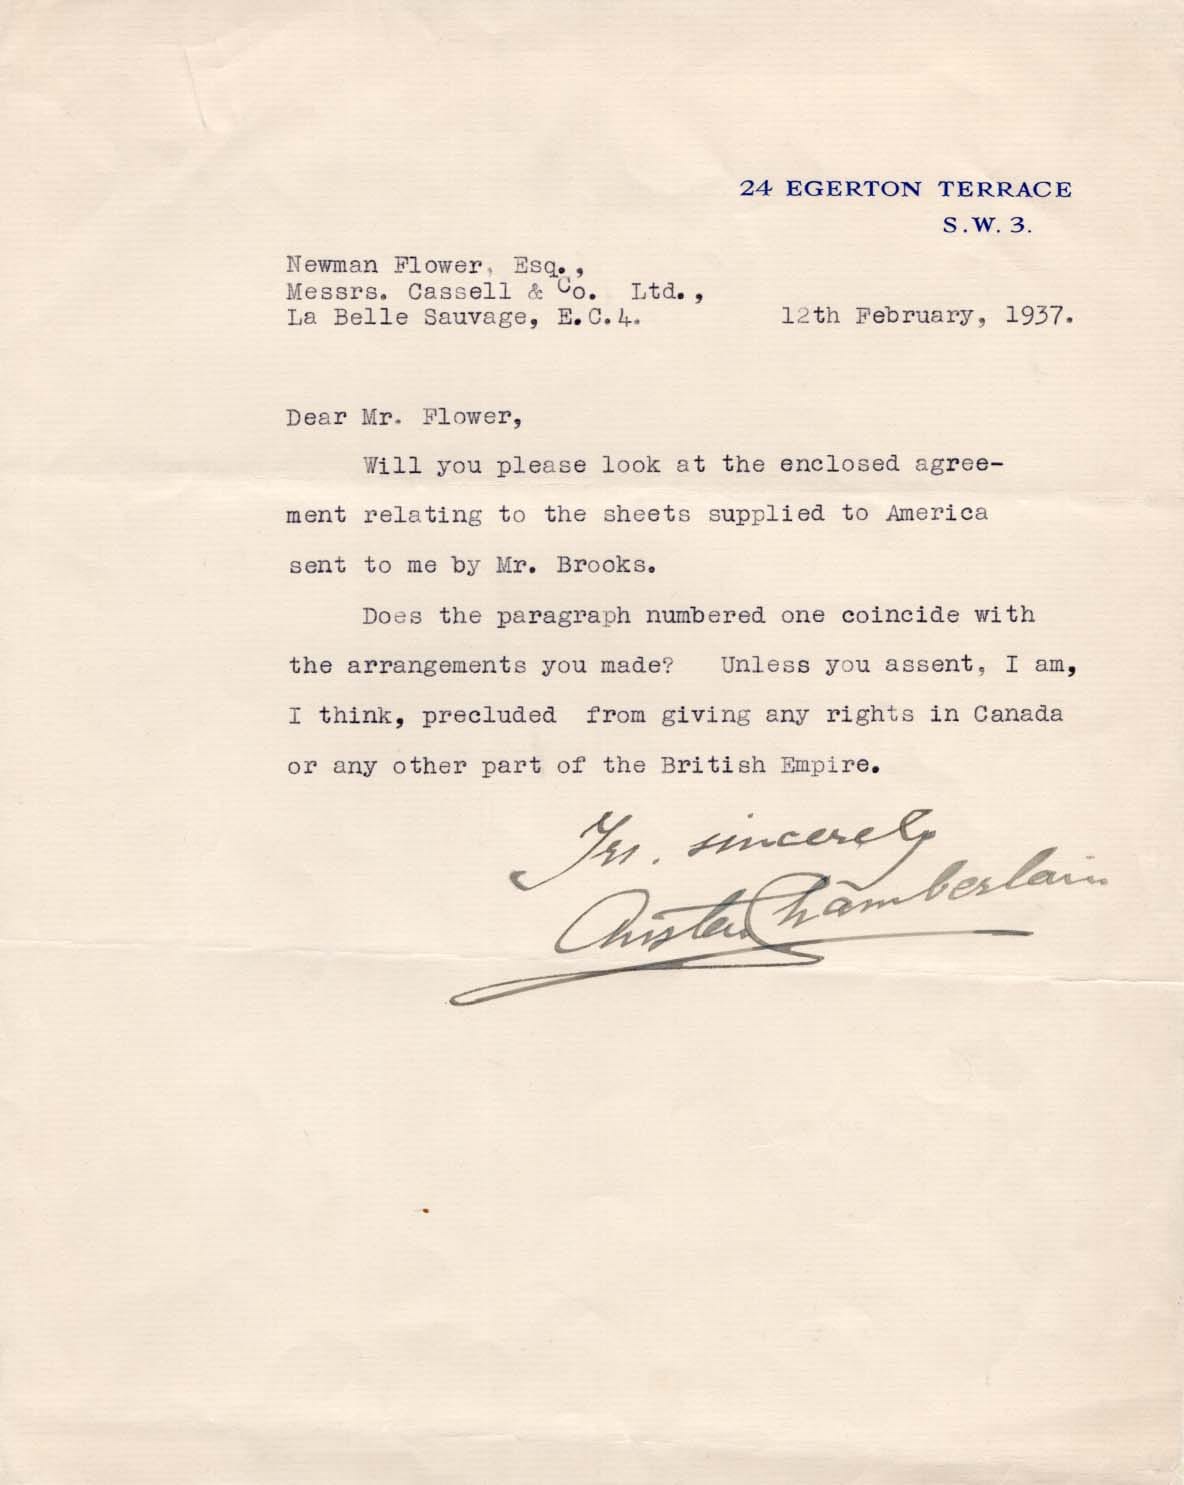 24 EGERTON TERRACE
S.W. 3.
Newman Flower, Esq.,
Messrs. Cassell & Co. Ltd.,
La Belle Sauvage, E.C.4.
12th February, 1937.
Dear Mr. Flower,
Will you please look at the enclosed agree-
ment relating to the sheets supplied to America
sent to me by Mr. Brooks.
Does the paragraph numbered one coincide with
the arrangements you made? Unless you assent, I am,
I think, precluded from giving any rights in Canada
or any other part of the British Empire.
Yrs. sincerely
Austen Chamberlain